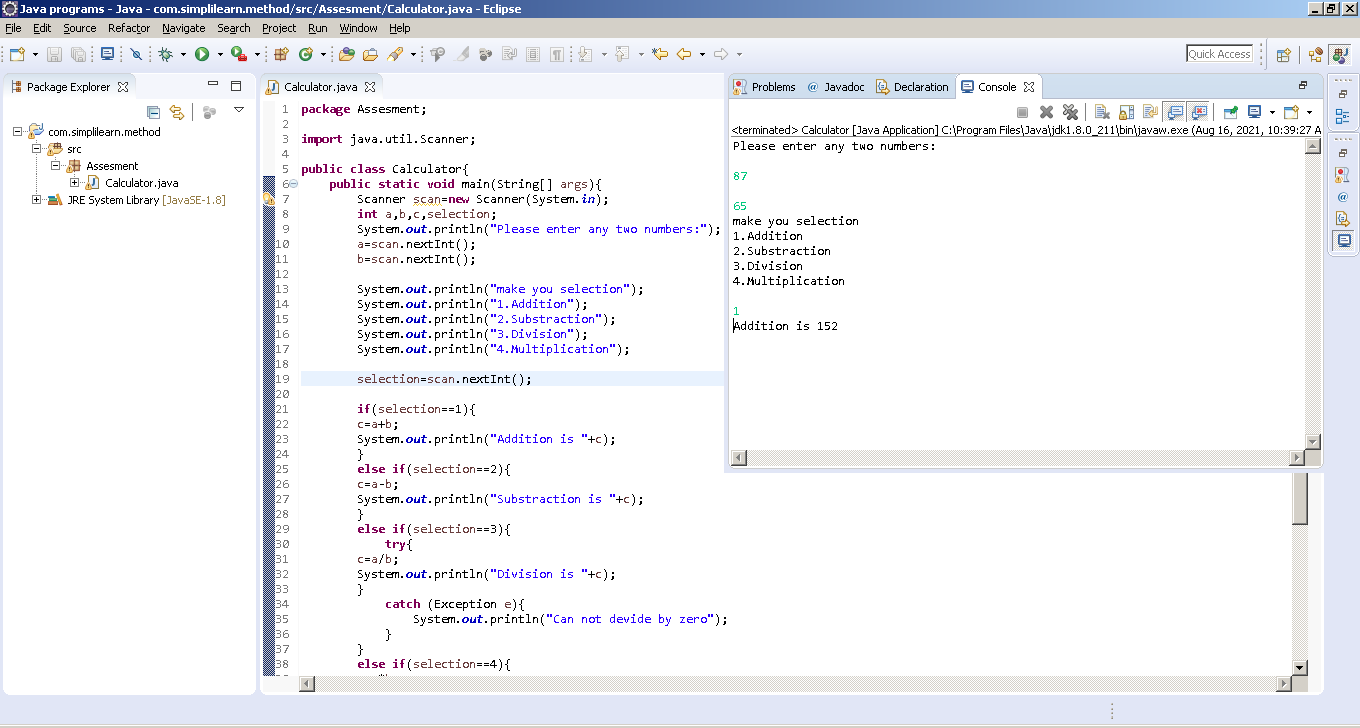 Java programs - Java - com.simplilearn.method/src/Assesment/Calculator.java - Eclipse
File Edit Source Refactor Navigate Search Project Run Window Help
Quick Access
Package Explorer
com.simplilearn.method
src
Assesment
Calculator.java
JRE System Library [JavaSE-1.8]
Calculator.java
1 package Assesment;
2
3 import java.util.Scanner;
4
5 public class Calculator{
6 public static void main(String[] args){
7 Scanner scan=new Scanner(System.in);
8 int a,b,c,selection;
9 System.out.println("Please enter any two numbers:");
10 a=scan.nextInt();
11 b=scan.nextInt();
12
13 System.out.println("make you selection");
14 System.out.println("1.Addition");
15 System.out.println("2.Substraction");
16 System.out.println("3.Division");
17 System.out.println("4.Multiplication");
18
19 selection=scan.nextInt();
20
21 if(selection==1){
22 c=a+b;
23 System.out.println("Addition is "+c);
24 }
25 else if(selection==2){
26 c=a-b;
27 System.out.println("Substraction is "+c);
28 }
29 else if(selection==3){
30 try{
31 c=a/b;
32 System.out.println("Division is "+c);
33 }
34 catch (Exception e){
35 System.out.println("Can not devide by zero");
36 }
37 }
38 else if(selection==4){
Problems @ Javadoc Declaration Console
<terminated> Calculator [Java Application] C:\Program Files\Java\jdk1.8.0_211\bin\javaw.exe (Aug 16, 2021, 10:39:27 A
Please enter any two numbers:
87
65
make you selection
1.Addition
2.Substraction
3.Division
4.Multiplication
1
Addition is 152